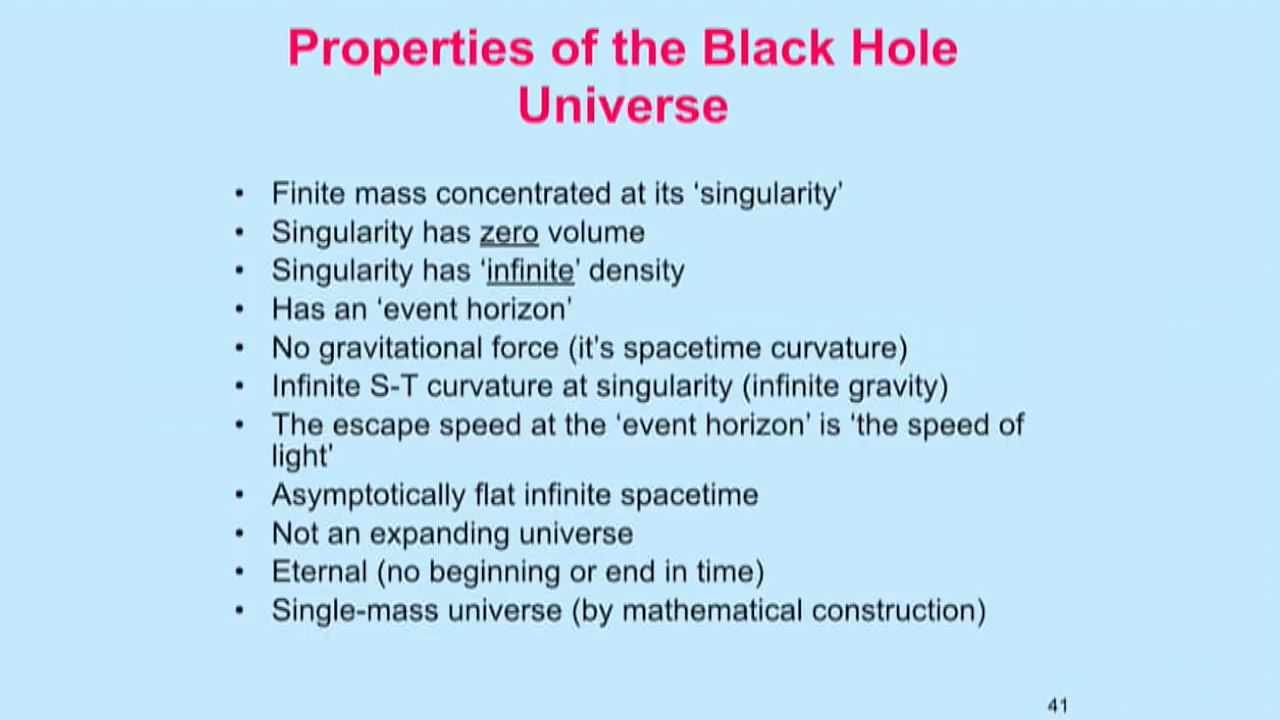 Properties of the Black Hole
Universe
• Finite mass concentrated at its ‘singularity’
• Singularity has zero volume
• Singularity has ‘infinite’ density
• Has an ‘event horizon’
• No gravitational force (it's spacetime curvature)
• Infinite S-T curvature at singularity (infinite gravity)
• The escape speed at the ‘event horizon’ is ‘the speed of
light’
• Asymptotically flat infinite spacetime
• Not an expanding universe
• Eternal (no beginning or end in time)
• Single-mass universe (by mathematical construction)
41